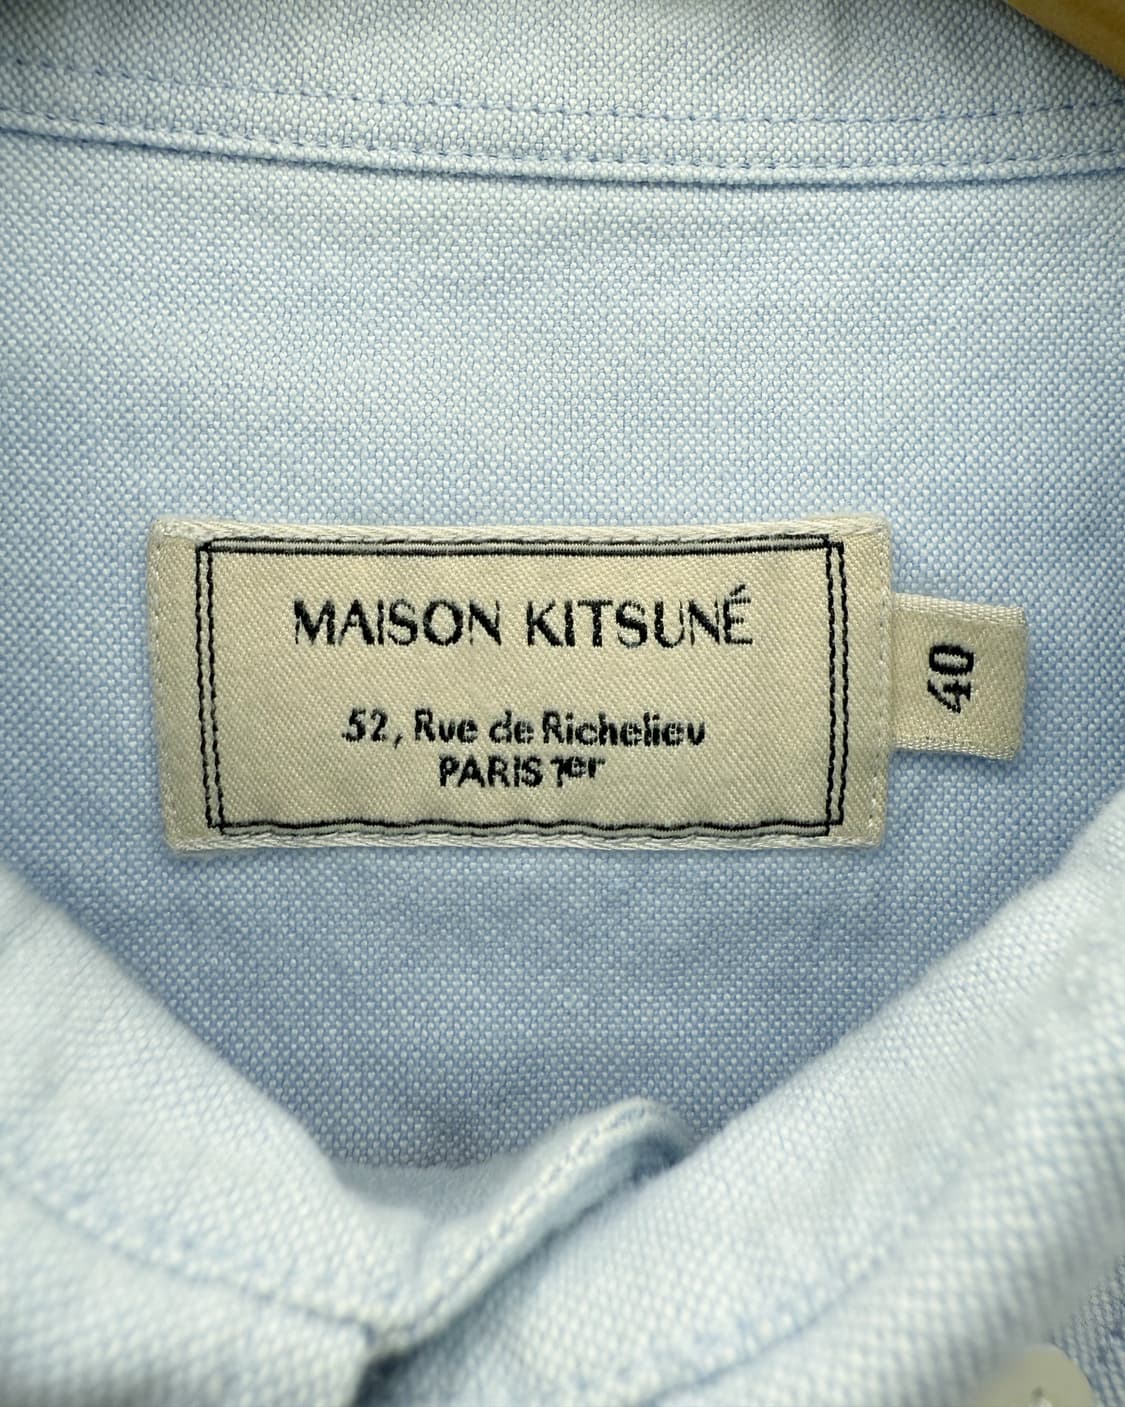 MAISON KITSUNÉ
52, Rue de Richelieu
PARIS 1er
40